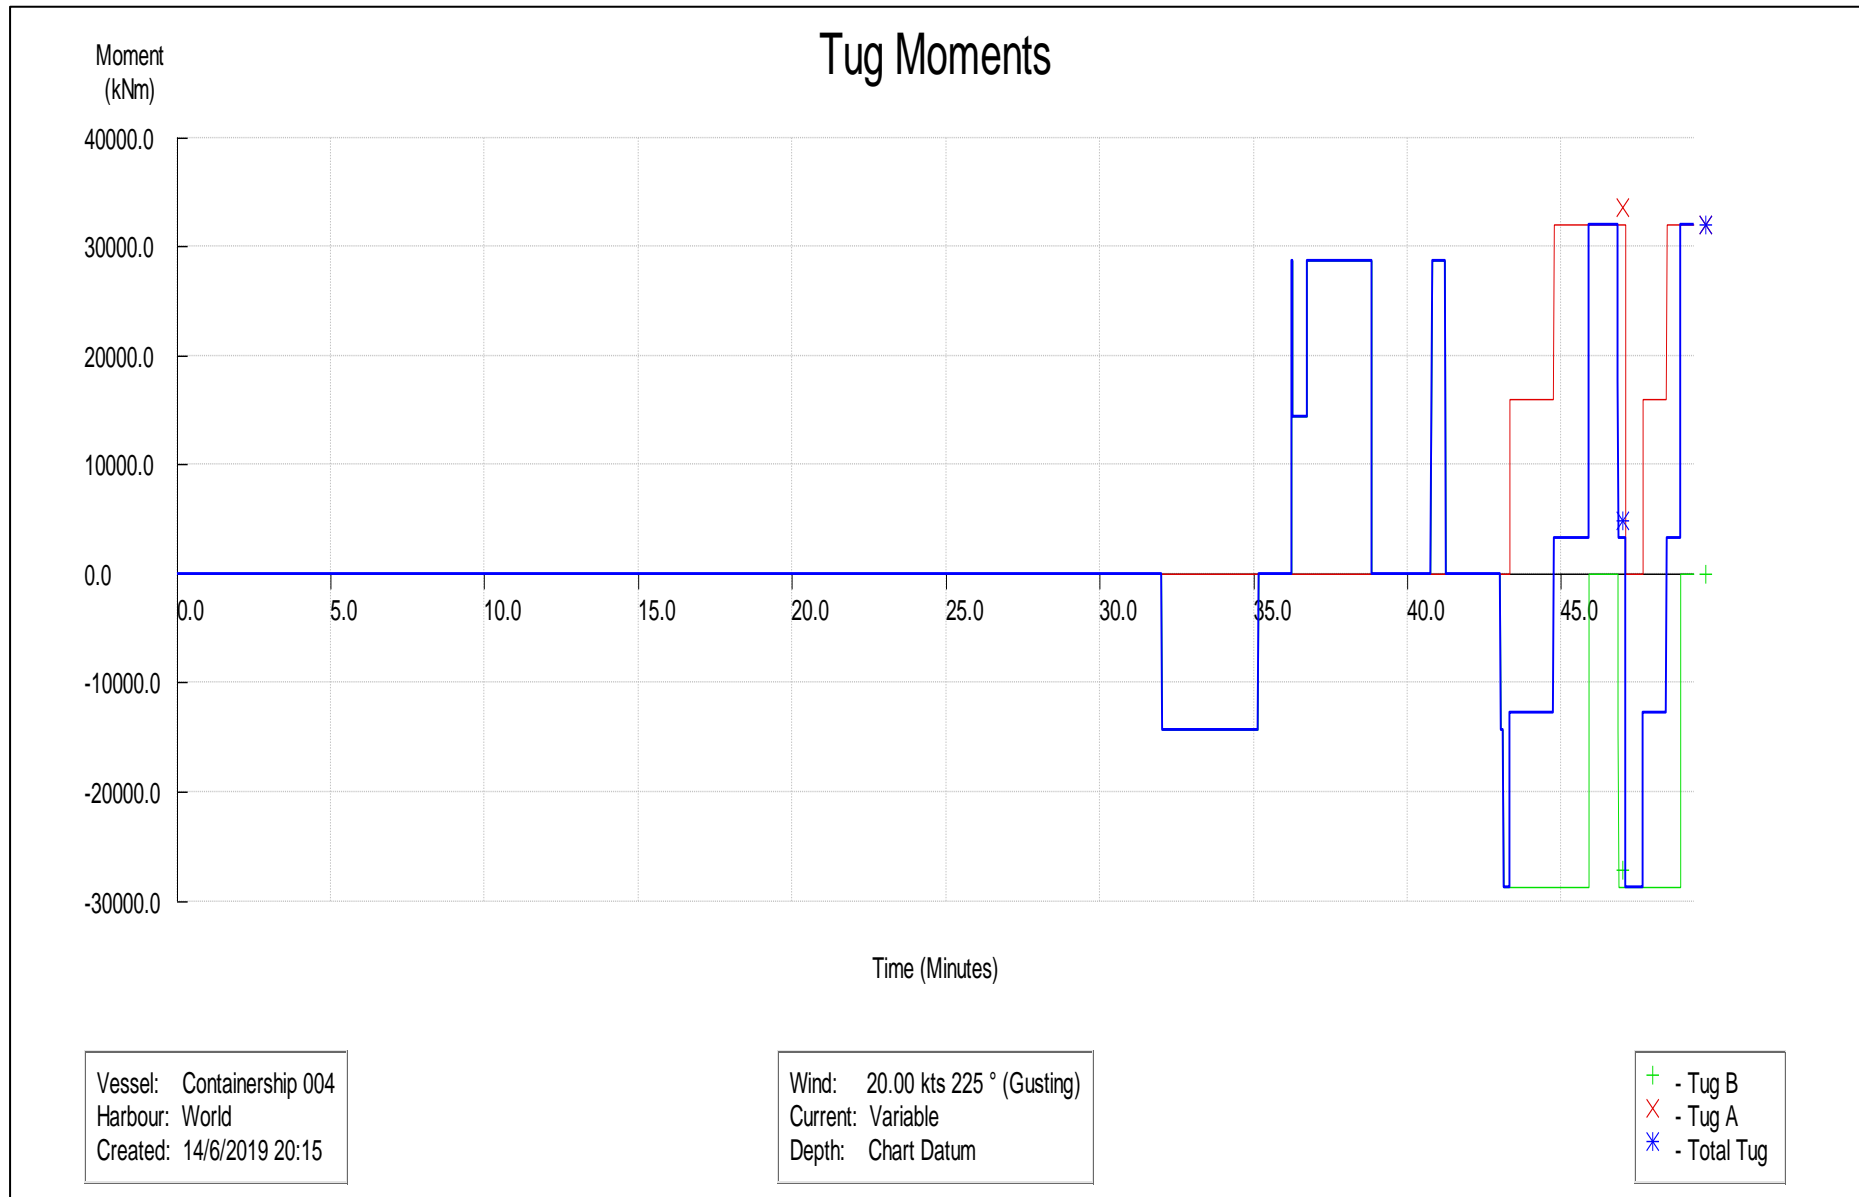 Tug Moments
Moment
(kNm)
40000.0
30000.0
20000.0
10000.0
0.0
-10000.0
-20000.0
-30000.0
0.0 5.0 10.0 15.0 20.0 25.0 30.0 35.0 40.0 45.0
Time (Minutes)
Vessel: Containership 004
Harbour: World
Created: 14/6/2019 20:15
Wind: 20.00 kts 225 ° (Gusting)
Current: Variable
Depth: Chart Datum
- Tug B
- Tug A
- Total Tug